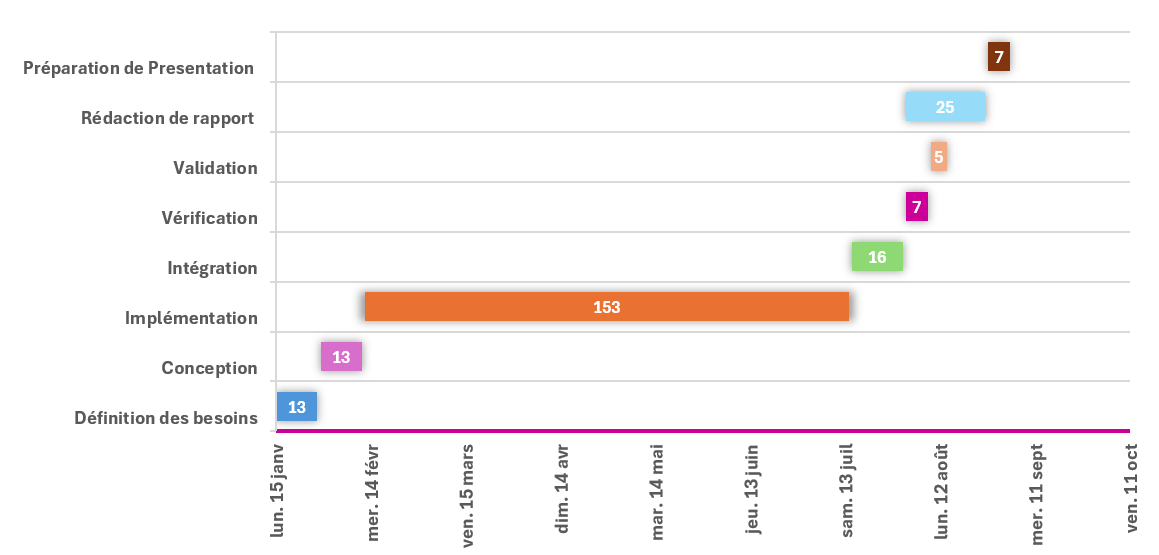 Préparation de Presentation
7
Rédaction de rapport
25
Validation
5
Vérification
7
Intégration
16
Implémentation
153
Conception
13
Définition des besoins
13
lun. 15 janv
mer. 14 févr
ven. 15 mars
dim. 14 avr
mar. 14 mai
jeu. 13 juin
sam. 13 juil
lun. 12 août
mer. 11 sept
ven. 11 oct